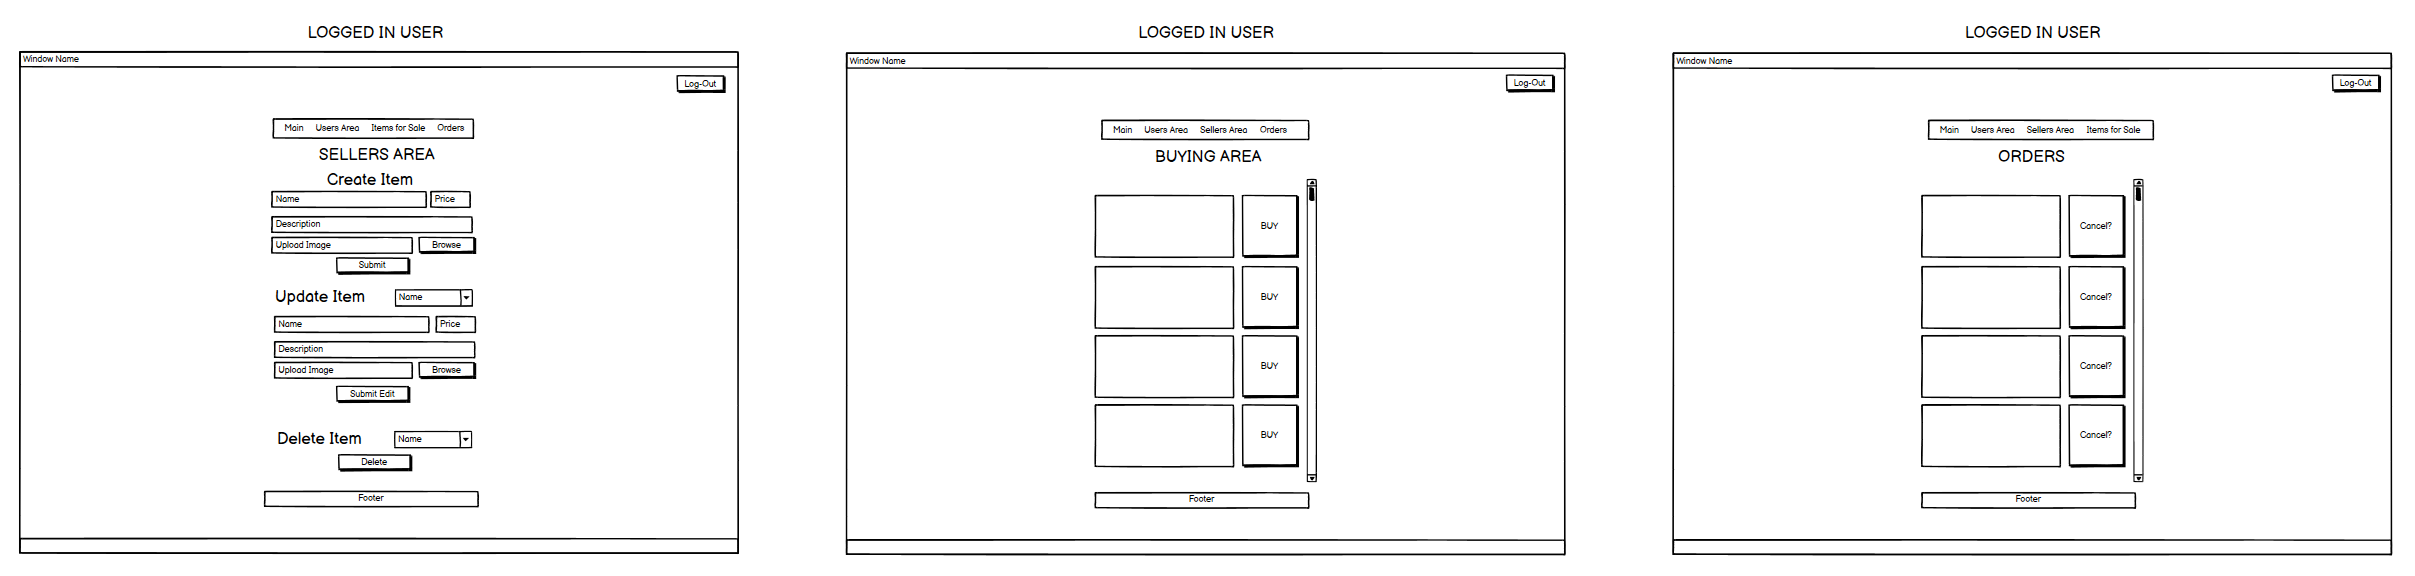 LOGGED IN USER
Window Name
Log-Out
Main Users Area Items for Sale Orders
SELLERS AREA
Create Item
Name Price
Description
Upload Image Browse
Submit
Update Item Name
Name Price
Description
Upload Image Browse
Submit Edit
Delete Item Name
Delete
Footer
LOGGED IN USER
Window Name
Log-Out
Main Users Area Sellers Area Orders
BUYING AREA
BUY
BUY
BUY
BUY
Footer
LOGGED IN USER
Window Name
Log-Out
Main Users Area Sellers Area Items for Sale
ORDERS
Cancel?
Cancel?
Cancel?
Cancel?
Footer